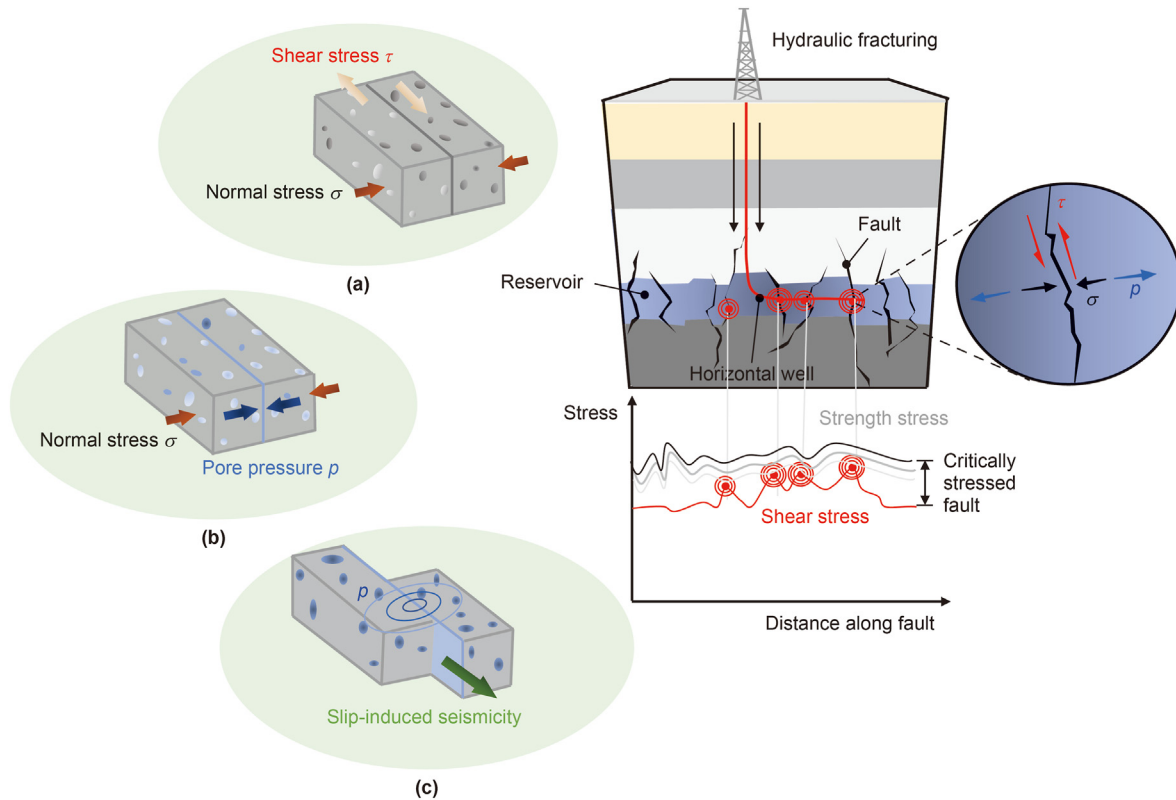 Shear stress τ
Normal stress σ
(a)
Normal stress σ
Pore pressure p
(b)
p
Slip-induced seismicity
(c)
Hydraulic fracturing
Fault
Reservoir
Horizontal well
τ
σ
p
Stress
Strength stress
Critically
stressed
fault
Shear stress
Distance along fault